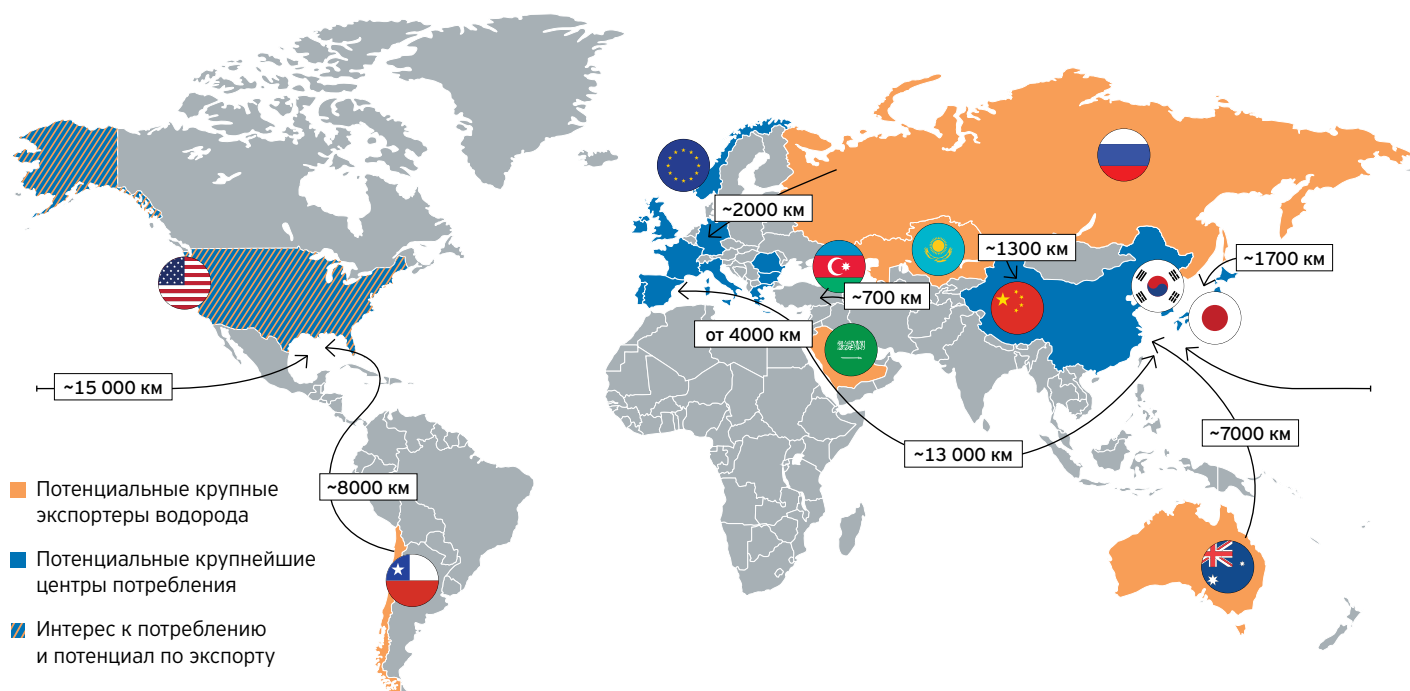 ~2000 км
~1300 км
~1700 км
~700 км
от 4000 км
~15 000 км
~7000 км
~13 000 км
~8000 км
Потенциальные крупные
экспортеры водорода
Потенциальные крупнейшие
центры потребления
Интерес к потреблению
и потенциал по экспорту